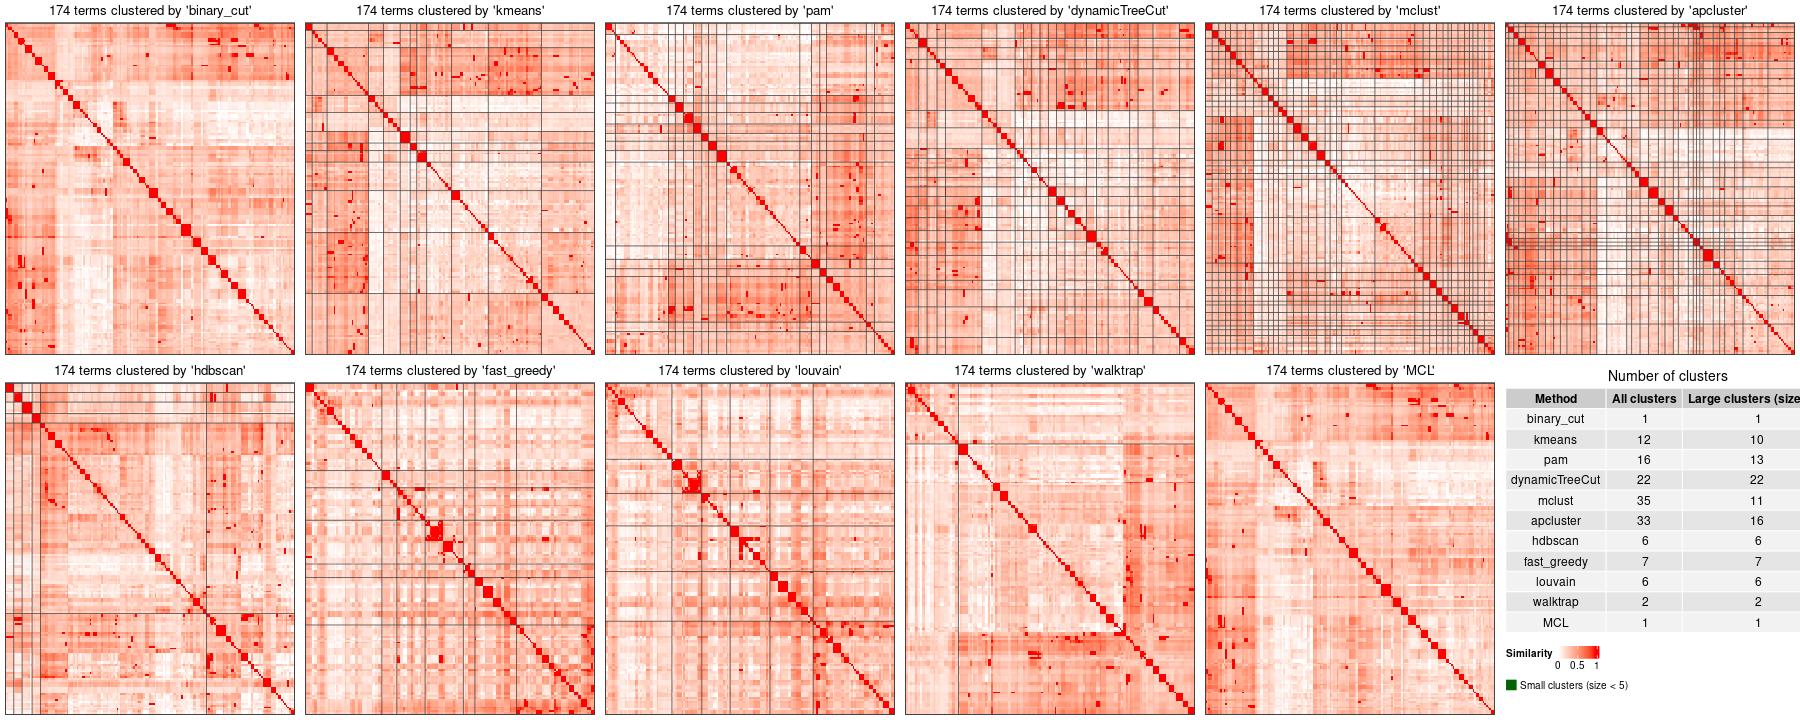 174 terms clustered by 'binary_cut'
174 terms clustered by 'kmeans'
174 terms clustered by 'pam'
174 terms clustered by 'dynamicTreeCut'
174 terms clustered by 'mclust'
174 terms clustered by 'apcluster'
174 terms clustered by 'hdbscan'
174 terms clustered by 'fast_greedy'
174 terms clustered by 'louvain'
174 terms clustered by 'walktrap'
174 terms clustered by 'MCL'
Number of clusters
Method All clusters Large clusters (size
binary_cut 1 1
kmeans 12 10
pam 16 13
dynamicTreeCut 22 22
mclust 35 11
apcluster 33 16
hdbscan 6 6
fast_greedy 7 7
louvain 6 6
walktrap 2 2
MCL 1 1
Similarity
0 0.5 1
Small clusters (size < 5)